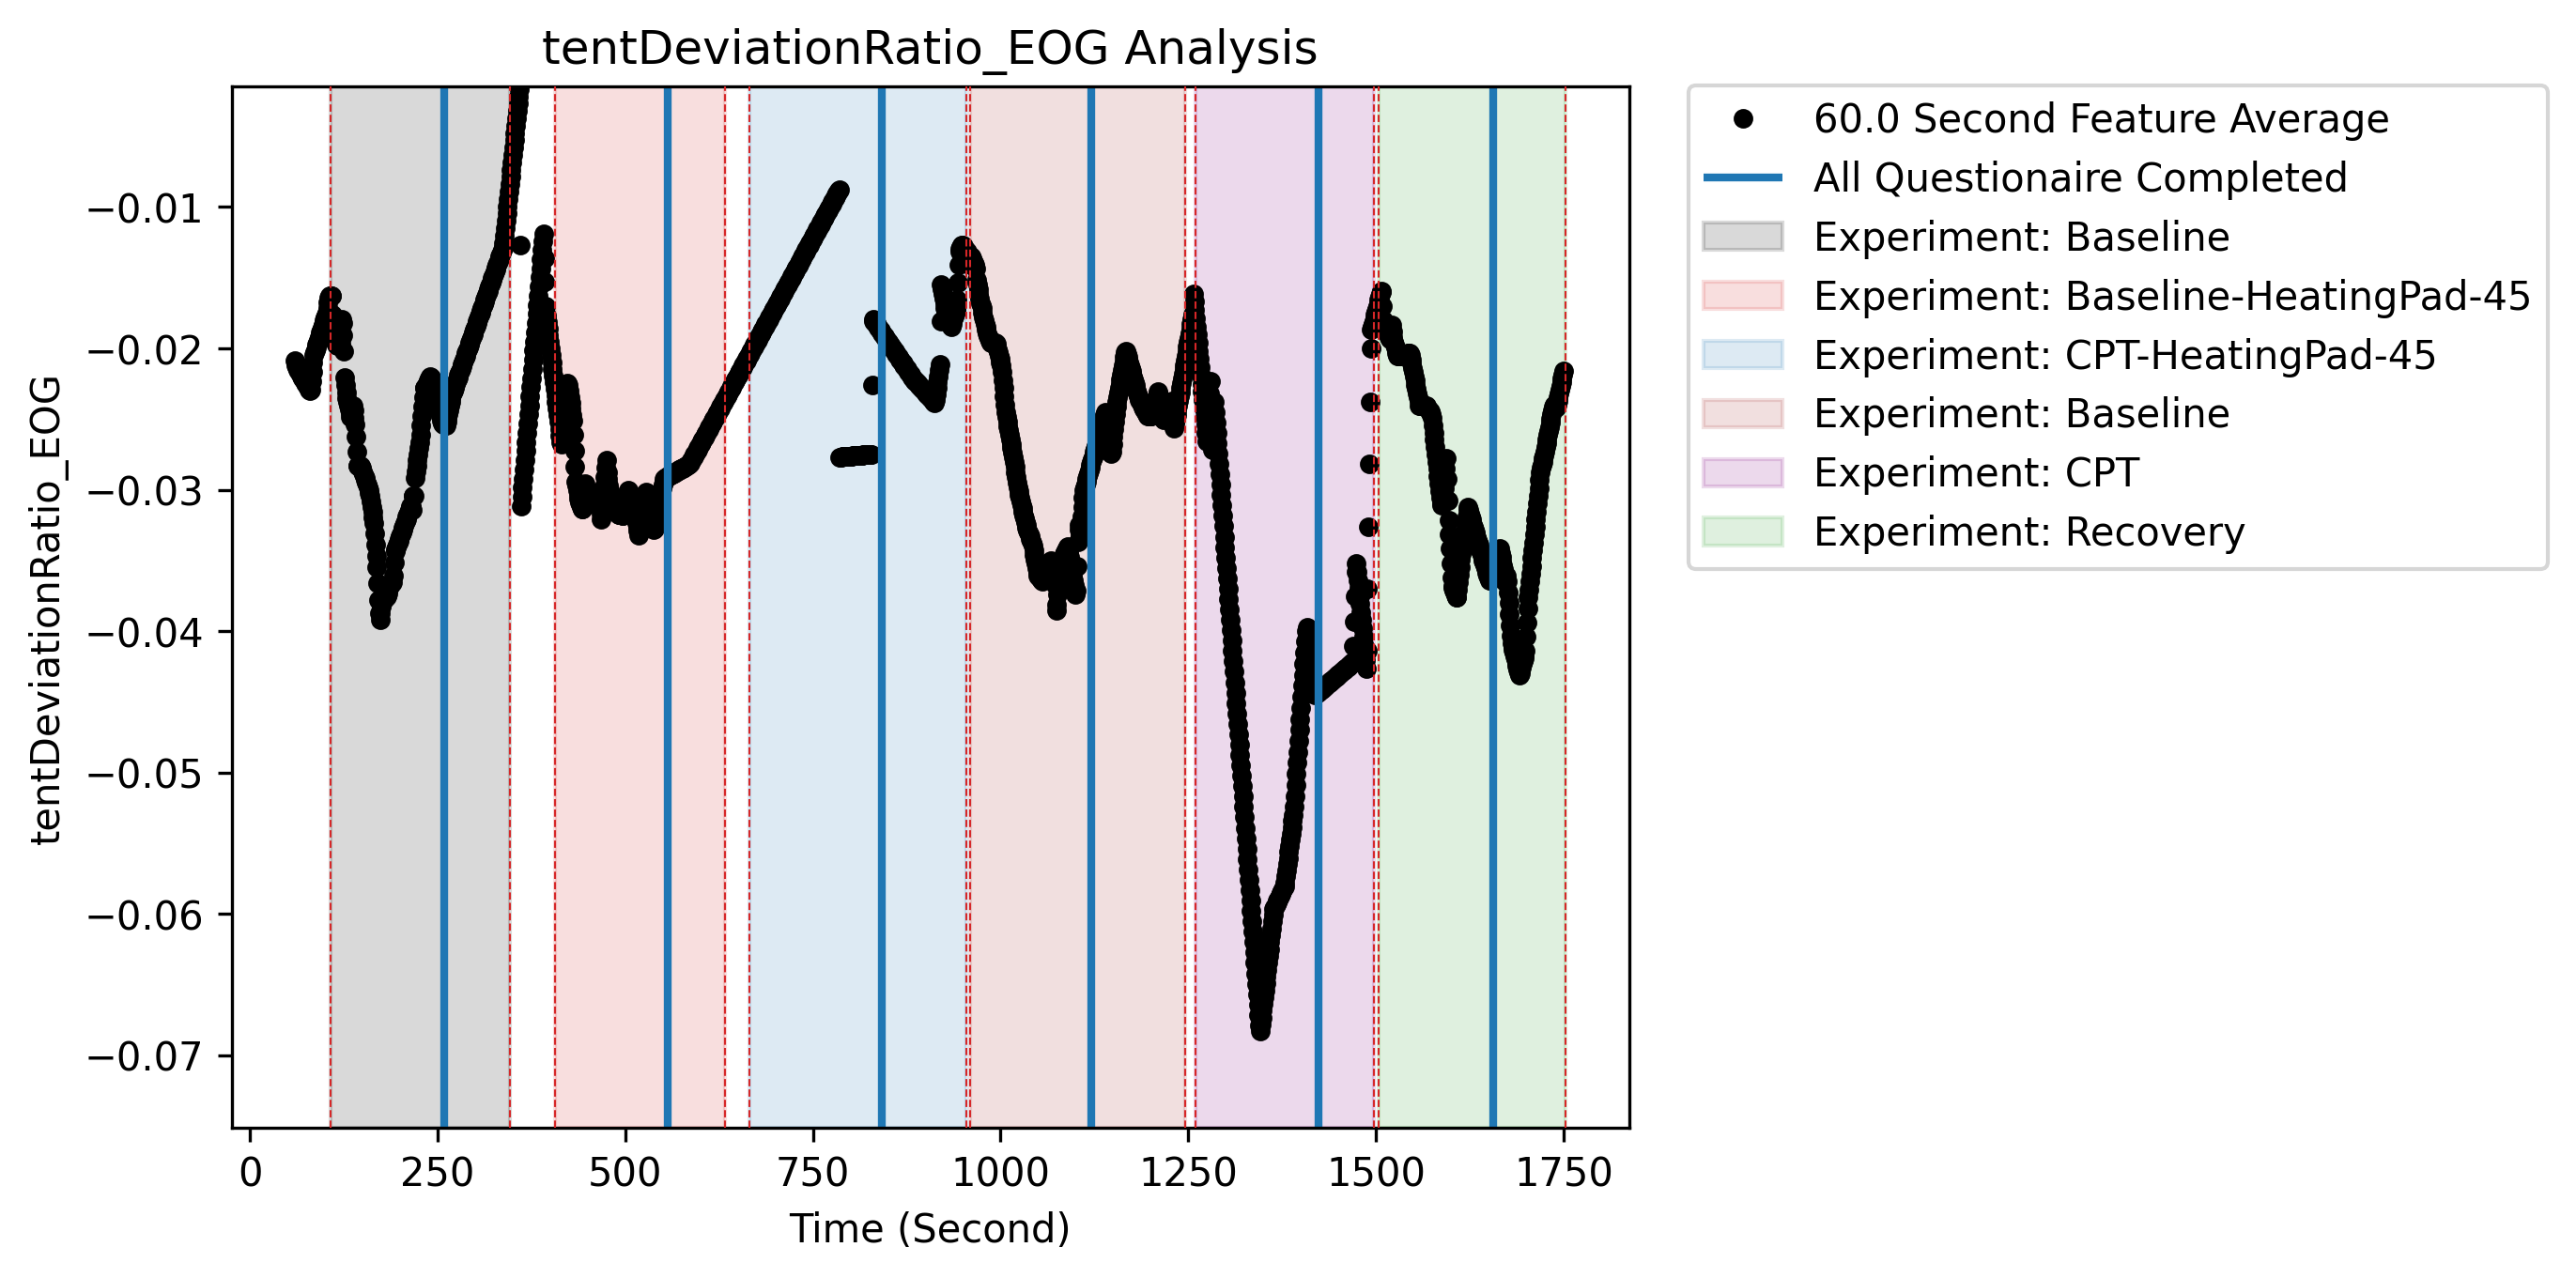 tentDeviationRatio_EOG Analysis
tentDeviationRatio_EOG
−0.01
−0.02
−0.03
−0.04
−0.05
−0.06
−0.07
0 250 500 750 1000 1250 1500 1750
Time (Second)
60.0 Second Feature Average
All Questionaire Completed
Experiment: Baseline
Experiment: Baseline-HeatingPad-45
Experiment: CPT-HeatingPad-45
Experiment: Baseline
Experiment: CPT
Experiment: Recovery